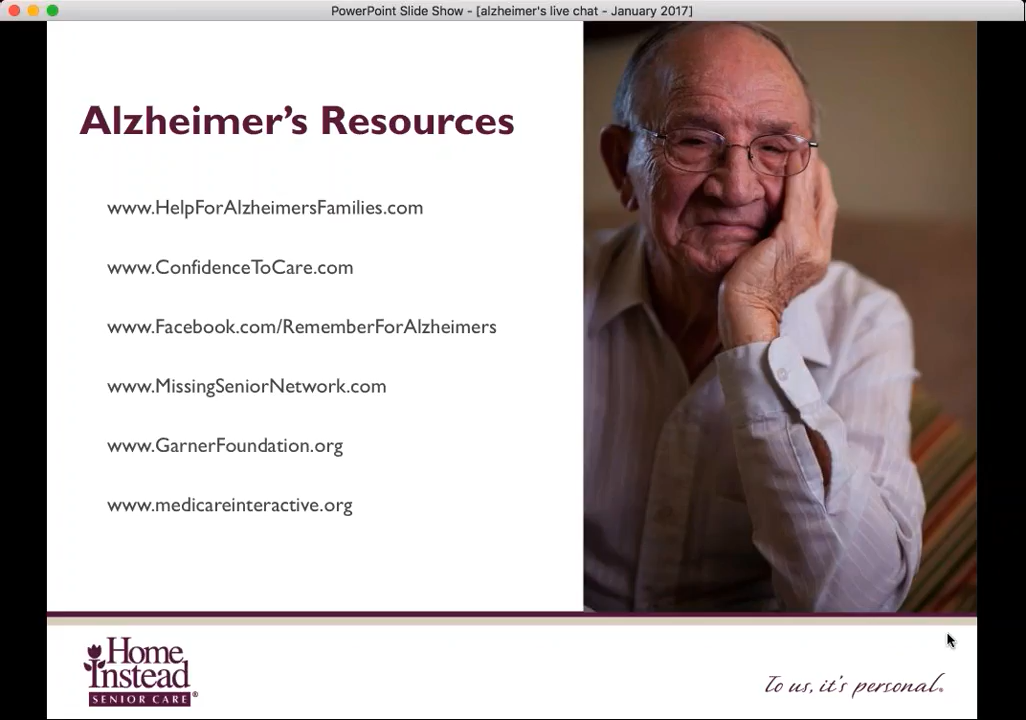 PowerPoint Slide Show - [alzheimer's live chat - January 2017]
Alzheimer’s Resources
www.HelpForAlzheimersFamilies.com
www.ConfidenceToCare.com
www.Facebook.com/RememberForAlzheimers
www.MissingSeniorNetwork.com
www.GarnerFoundation.org
www.medicareinteractive.org
Home
Instead
SENIOR CARE®
To us, it's personal.